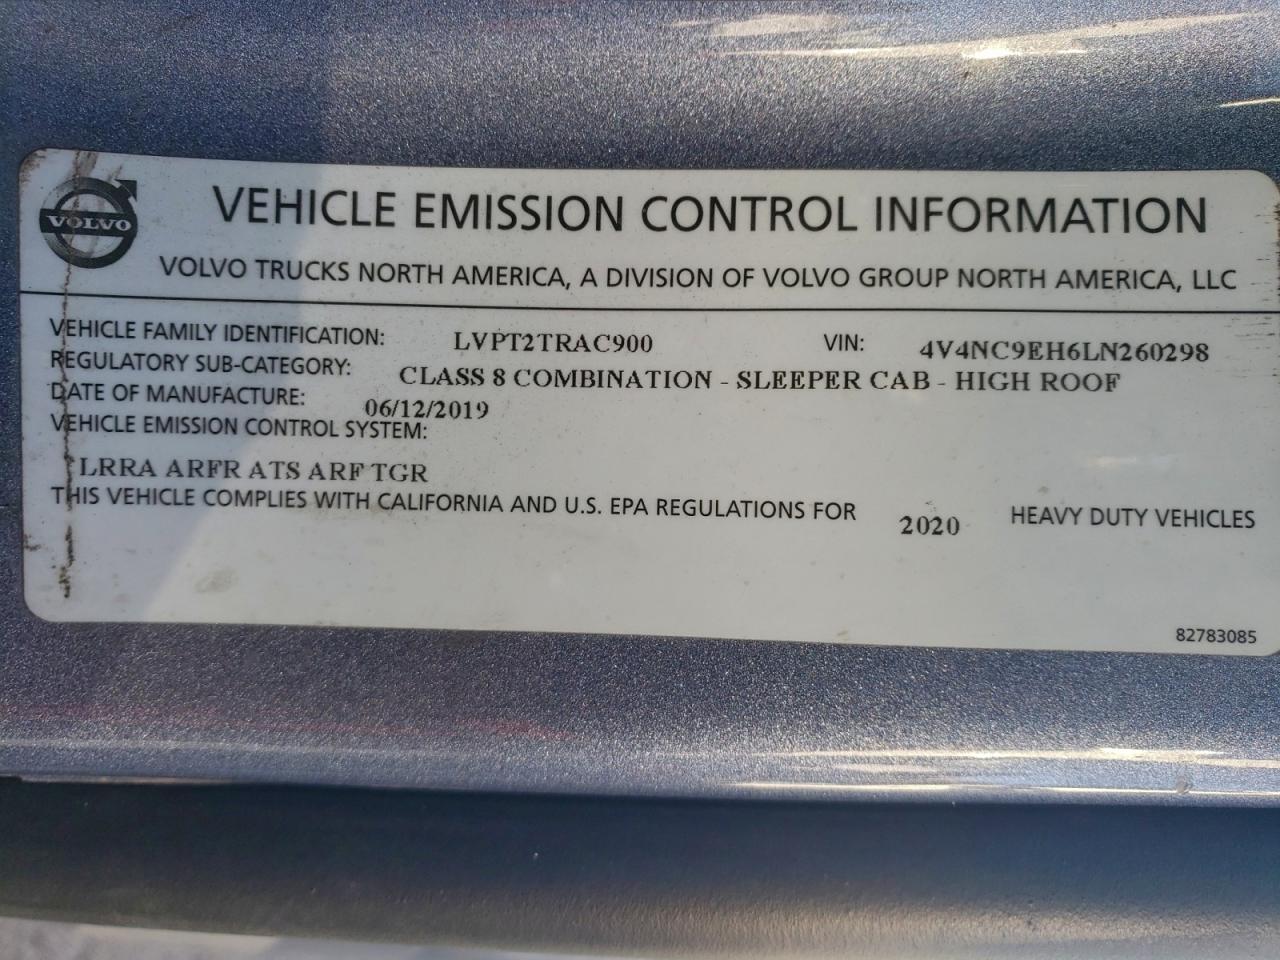 VOLVO
VEHICLE EMISSION CONTROL INFORMATION
VOLVO TRUCKS NORTH AMERICA, A DIVISION OF VOLVO GROUP NORTH AMERICA, LLC
VEHICLE FAMILY IDENTIFICATION: LVPT2TRAC900 VIN: 4V4NC9EH6LN260298
REGULATORY SUB-CATEGORY: CLASS 8 COMBINATION - SLEEPER CAB - HIGH ROOF
DATE OF MANUFACTURE: 06/12/2019
VEHICLE EMISSION CONTROL SYSTEM:
LRRA ARFR ATS ARF TGR
THIS VEHICLE COMPLIES WITH CALIFORNIA AND U.S. EPA REGULATIONS FOR 2020 HEAVY DUTY VEHICLES
82783085